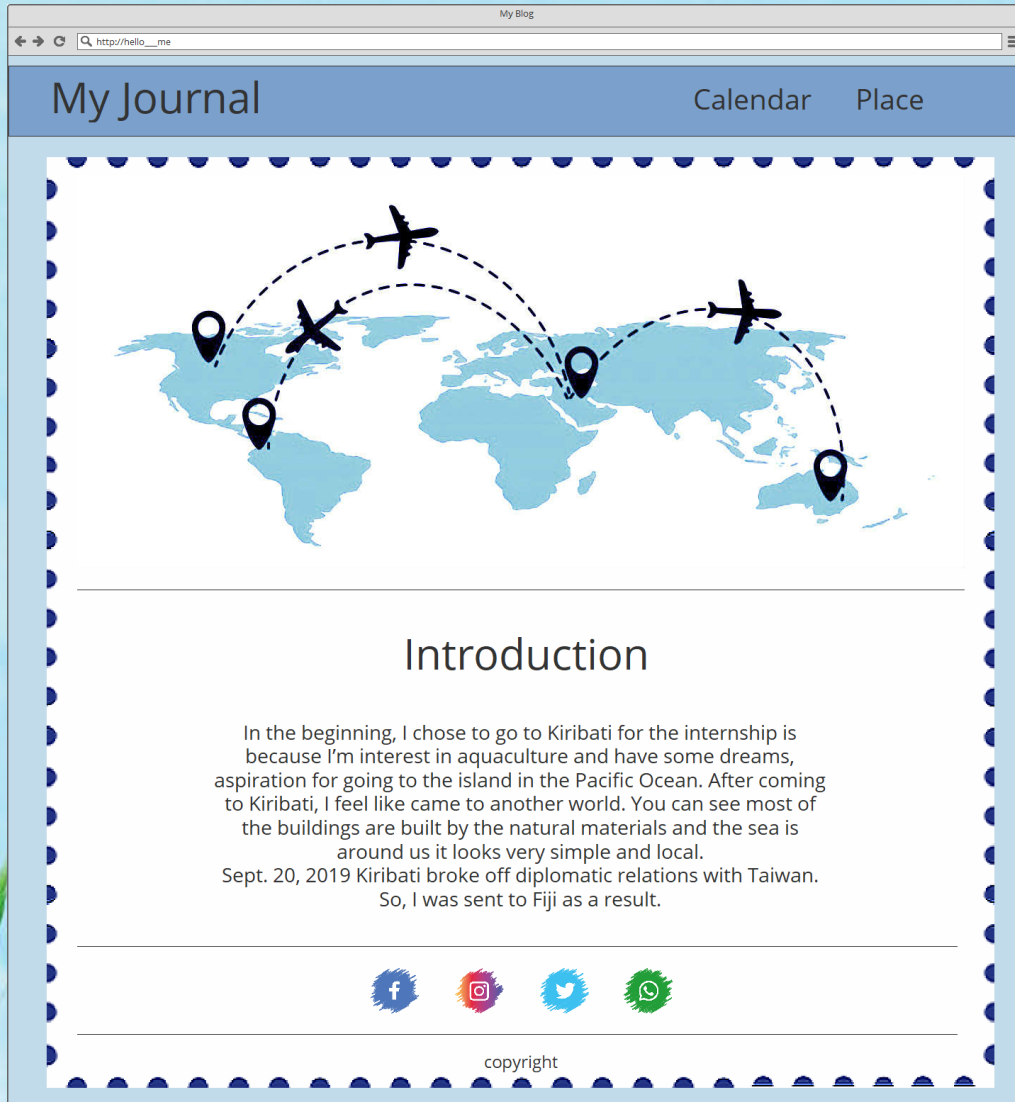 My Blog
http://hello___me
My Journal
Calendar Place
Introduction
In the beginning, I chose to go to Kiribati for the internship is
because I’m interest in aquaculture and have some dreams,
aspiration for going to the island in the Pacific Ocean. After coming
to Kiribati, I feel like came to another world. You can see most of
the buildings are built by the natural materials and the sea is
around us it looks very simple and local.
Sept. 20, 2019 Kiribati broke off diplomatic relations with Taiwan.
So, I was sent to Fiji as a result.
copyright